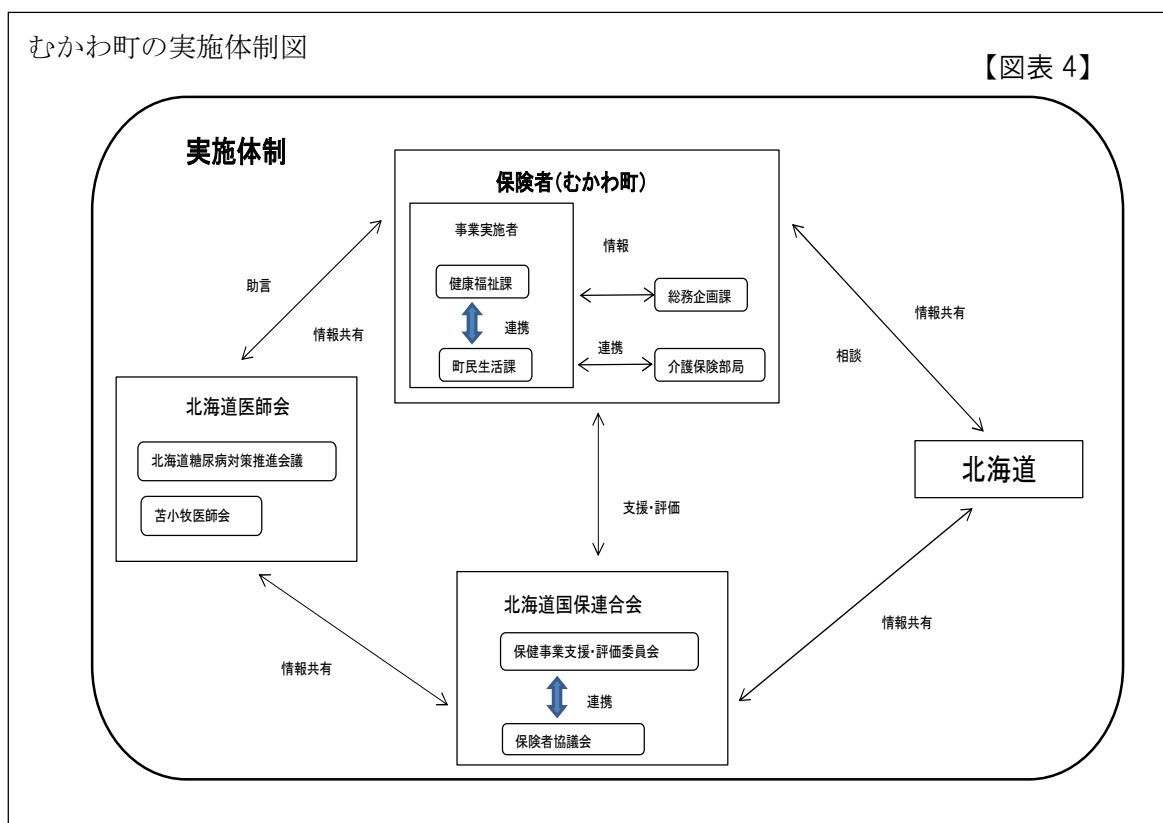 むかわ町の実施体制図
【図表 4】
実施体制
保険者(むかわ町)
事業実施者
情報
健康福祉課
総務企画課
連携
連携
町民生活課
介護保険部局
助言
情報共有
情報共有
相談
北海道医師会
北海道糖尿病対策推進会議
苫小牧医師会
北海道
支援・評価
北海道国保連合会
保健事業支援・評価委員会
連携
保険者協議会
情報共有
情報共有